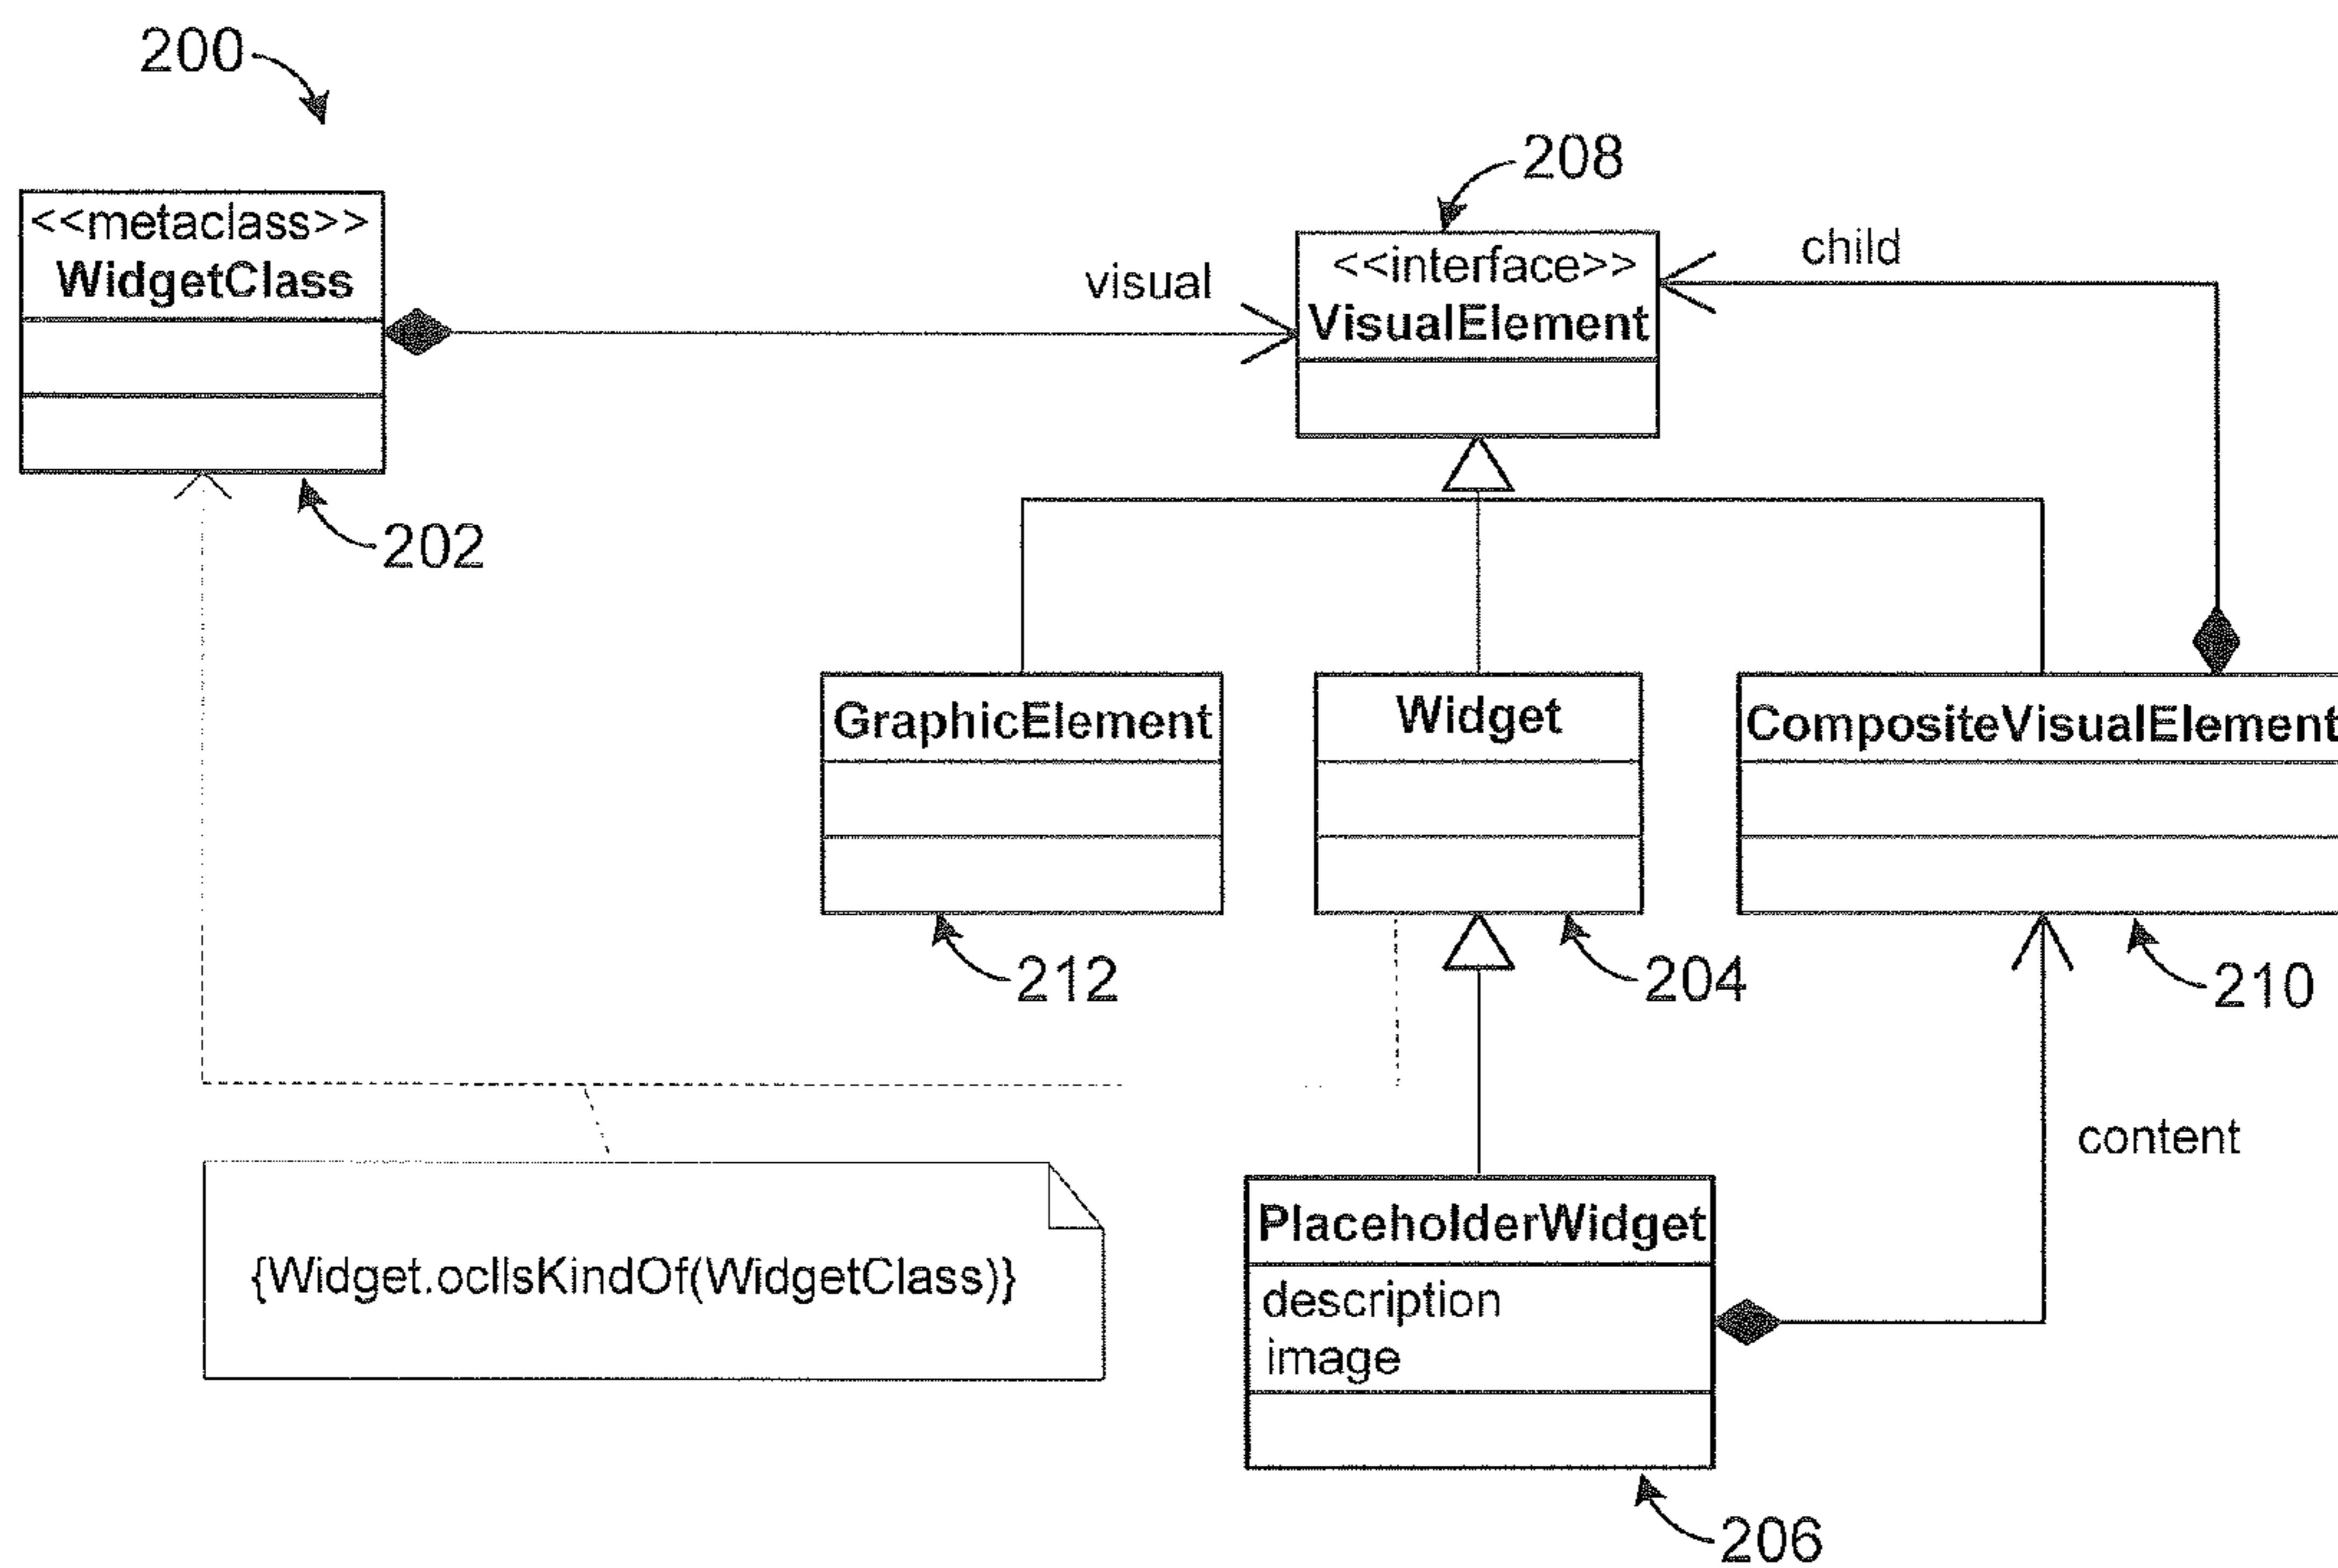 200
208
<<metaclass>>
WidgetClass
visual
<<interface>>
VisualElement
child
202
GraphicElement
Widget
CompositeVisualElement
212
204
210
content
{Widget.oclIsKindOf(WidgetClass)}
PlaceholderWidget
description
image
206